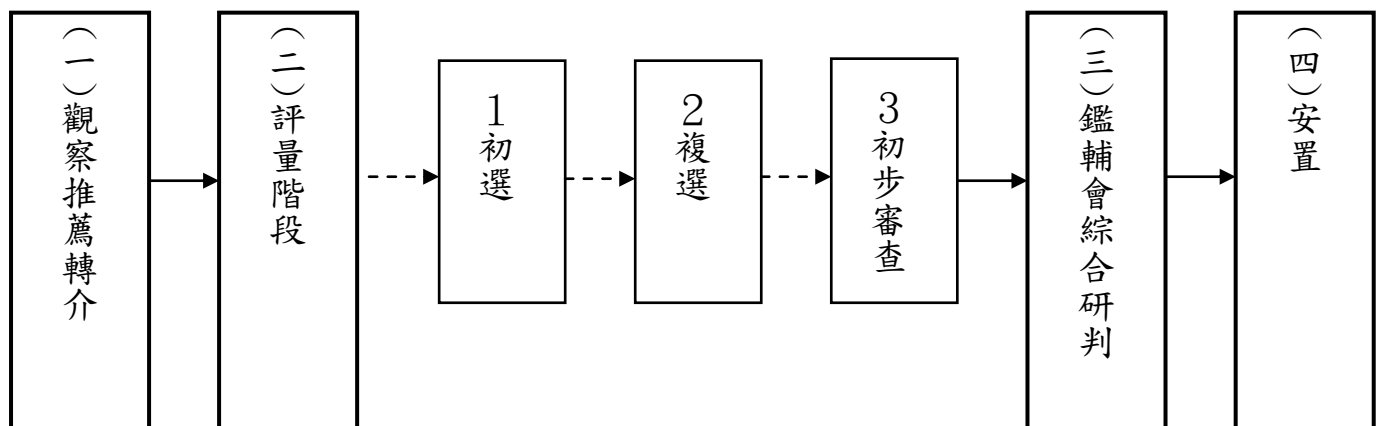 （一）觀察推薦轉介
（二）評量階段
１初選
２複選
３初步審查
（三）鑑輔會綜合研判
（四）安置